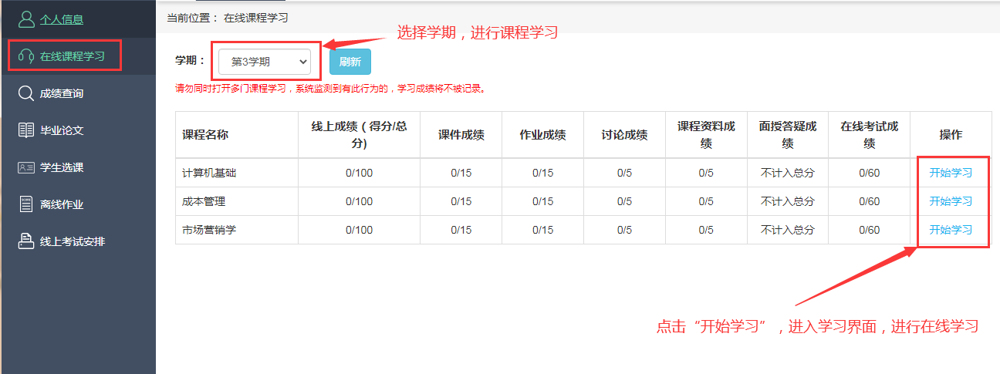 个人信息
在线课程学习
成绩查询
毕业论文
学生选课
离线作业
线上考试安排
当前位置： 在线课程学习
选择学期，进行课程学习
学期： 第3学期 刷新
请勿同时打开多门课程学习，系统监测到有此行为的，学习成绩将不被记录。
课程名称 线上成绩（得分/总分） 课件成绩 作业成绩 讨论成绩 课程资料成绩 面授答疑成绩 在线考试成绩 操作
计算机基础 0/100 0/15 0/15 0/5 0/5 不计入总分 0/60 开始学习
成本管理 0/100 0/15 0/15 0/5 0/5 不计入总分 0/60 开始学习
市场营销学 0/100 0/15 0/15 0/5 0/5 不计入总分 0/60 开始学习
点击“开始学习”，进入学习界面，进行在线学习